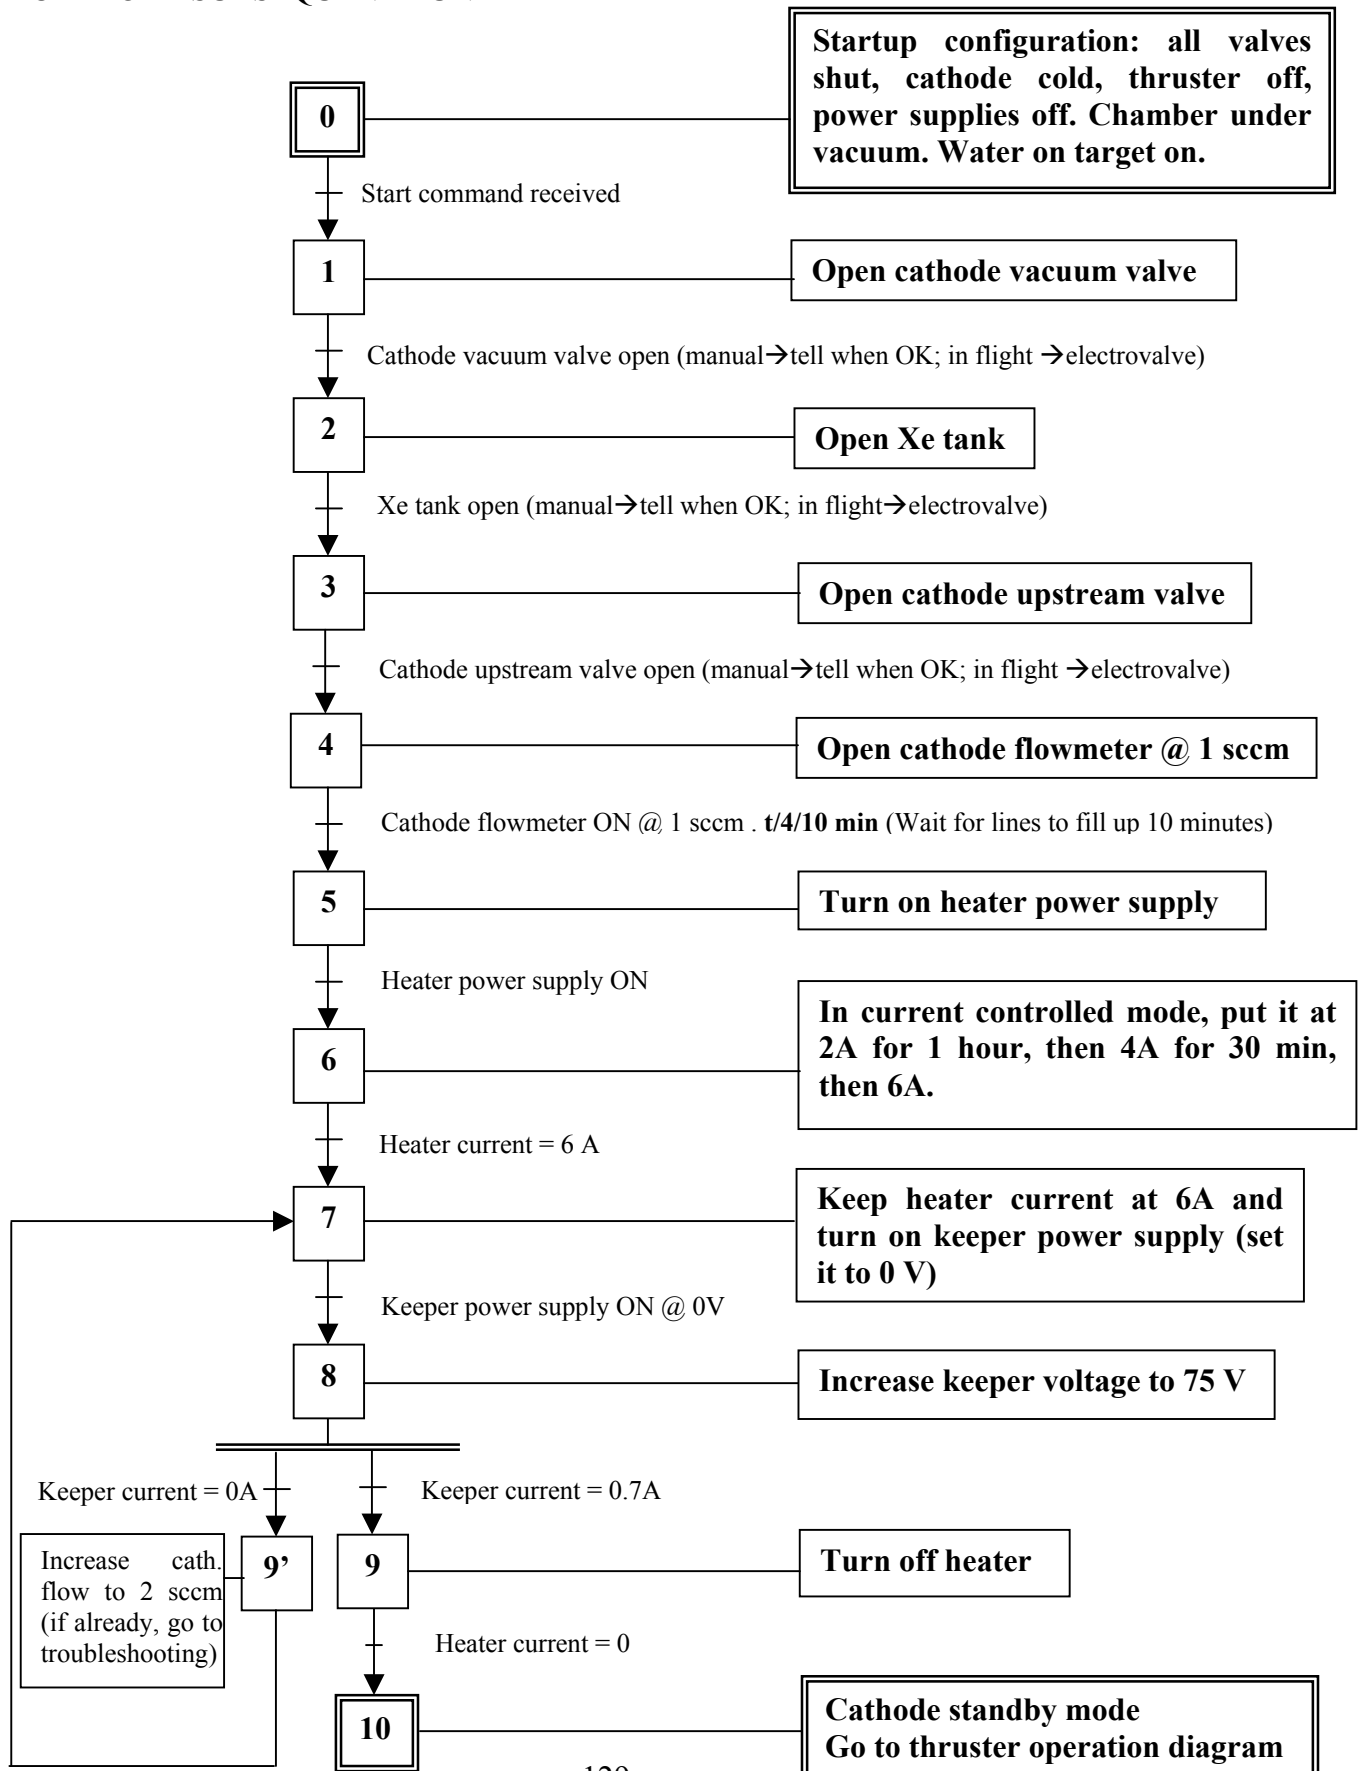 Startup configuration: all valves
shut, cathode cold, thruster off,
power supplies off. Chamber under
vacuum. Water on target on.
0
Start command received
1
Open cathode vacuum valve
Cathode vacuum valve open (manual→tell when OK; in flight →electrovalve)
2
Open Xe tank
Xe tank open (manual→tell when OK; in flight→electrovalve)
3
Open cathode upstream valve
Cathode upstream valve open (manual→tell when OK; in flight →electrovalve)
4
Open cathode flowmeter @ 1 sccm
Cathode flowmeter ON @ 1 sccm . t/4/10 min (Wait for lines to fill up 10 minutes)
5
Turn on heater power supply
Heater power supply ON
6
In current controlled mode, put it at
2A for 1 hour, then 4A for 30 min,
then 6A.
Heater current = 6 A
7
Keep heater current at 6A and
turn on keeper power supply (set
it to 0 V)
Keeper power supply ON @ 0V
8
Increase keeper voltage to 75 V
Keeper current = 0A
Keeper current = 0.7A
Increase cath.
flow to 2 sccm
(if already, go to
troubleshooting)
9’
9
Turn off heater
Heater current = 0
10
Cathode standby mode
Go to thruster operation diagram